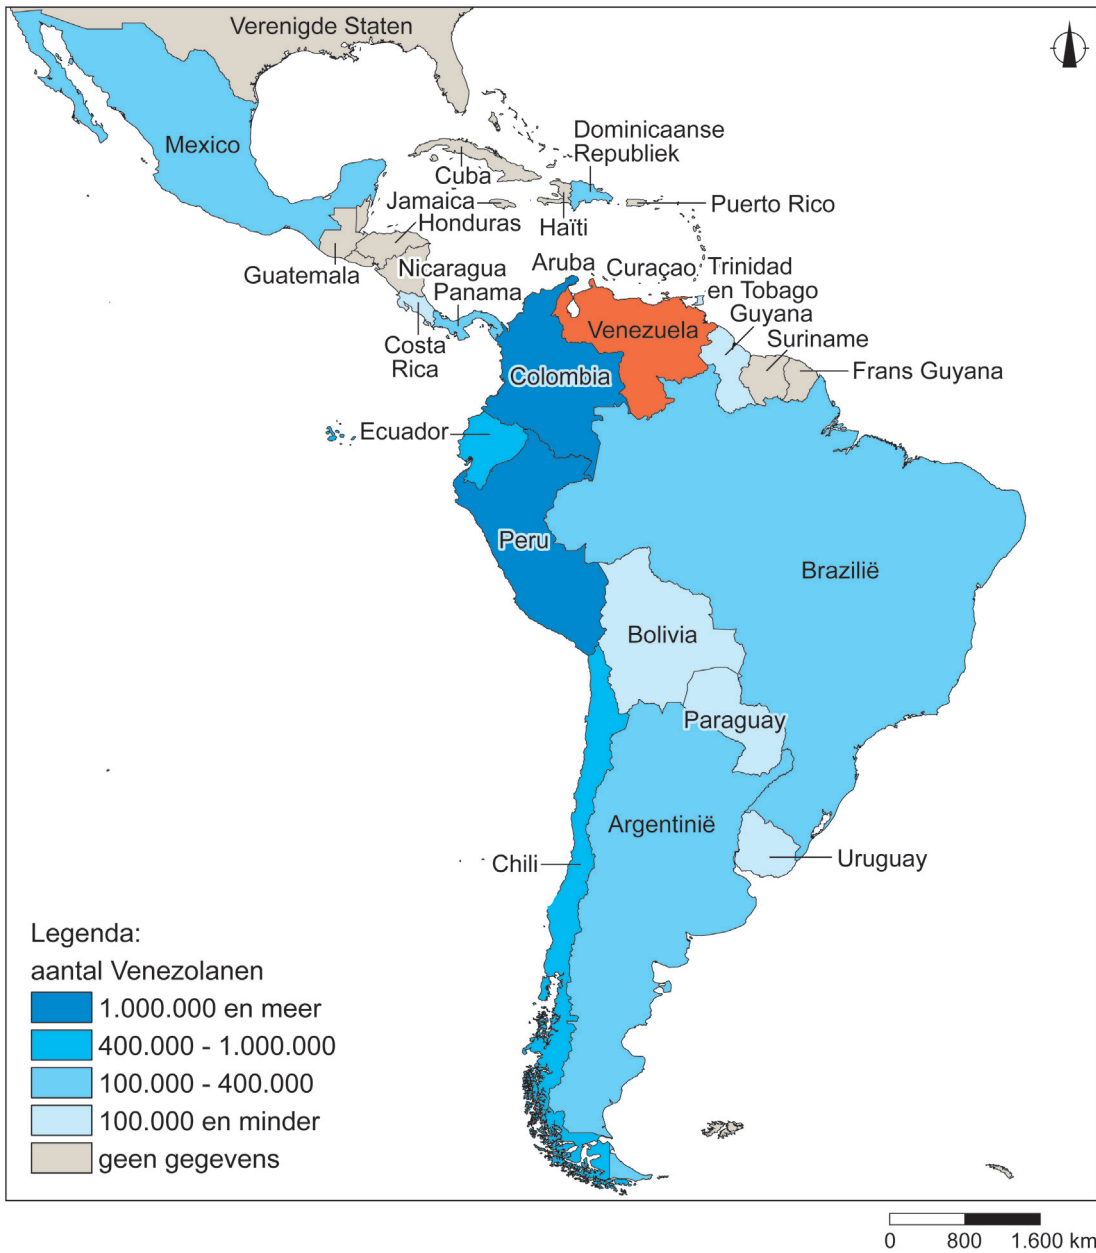 Verenigde Staten
Mexico
Dominicaanse
Republiek
Cuba
Jamaica
Honduras
Haïti
Puerto Rico
Guatemala
Nicaragua
Panama
Aruba
Curaçao
Trinidad
en Tobago
Guyana
Suriname
Frans Guyana
Costa
Rica
Venezuela
Colombia
Ecuador
Peru
Brazilië
Bolivia
Paraguay
Argentinië
Chili
Uruguay
Legenda:
aantal Venezolanen
1.000.000 en meer
400.000 - 1.000.000
100.000 - 400.000
100.000 en minder
geen gegevens
0 800 1.600 km